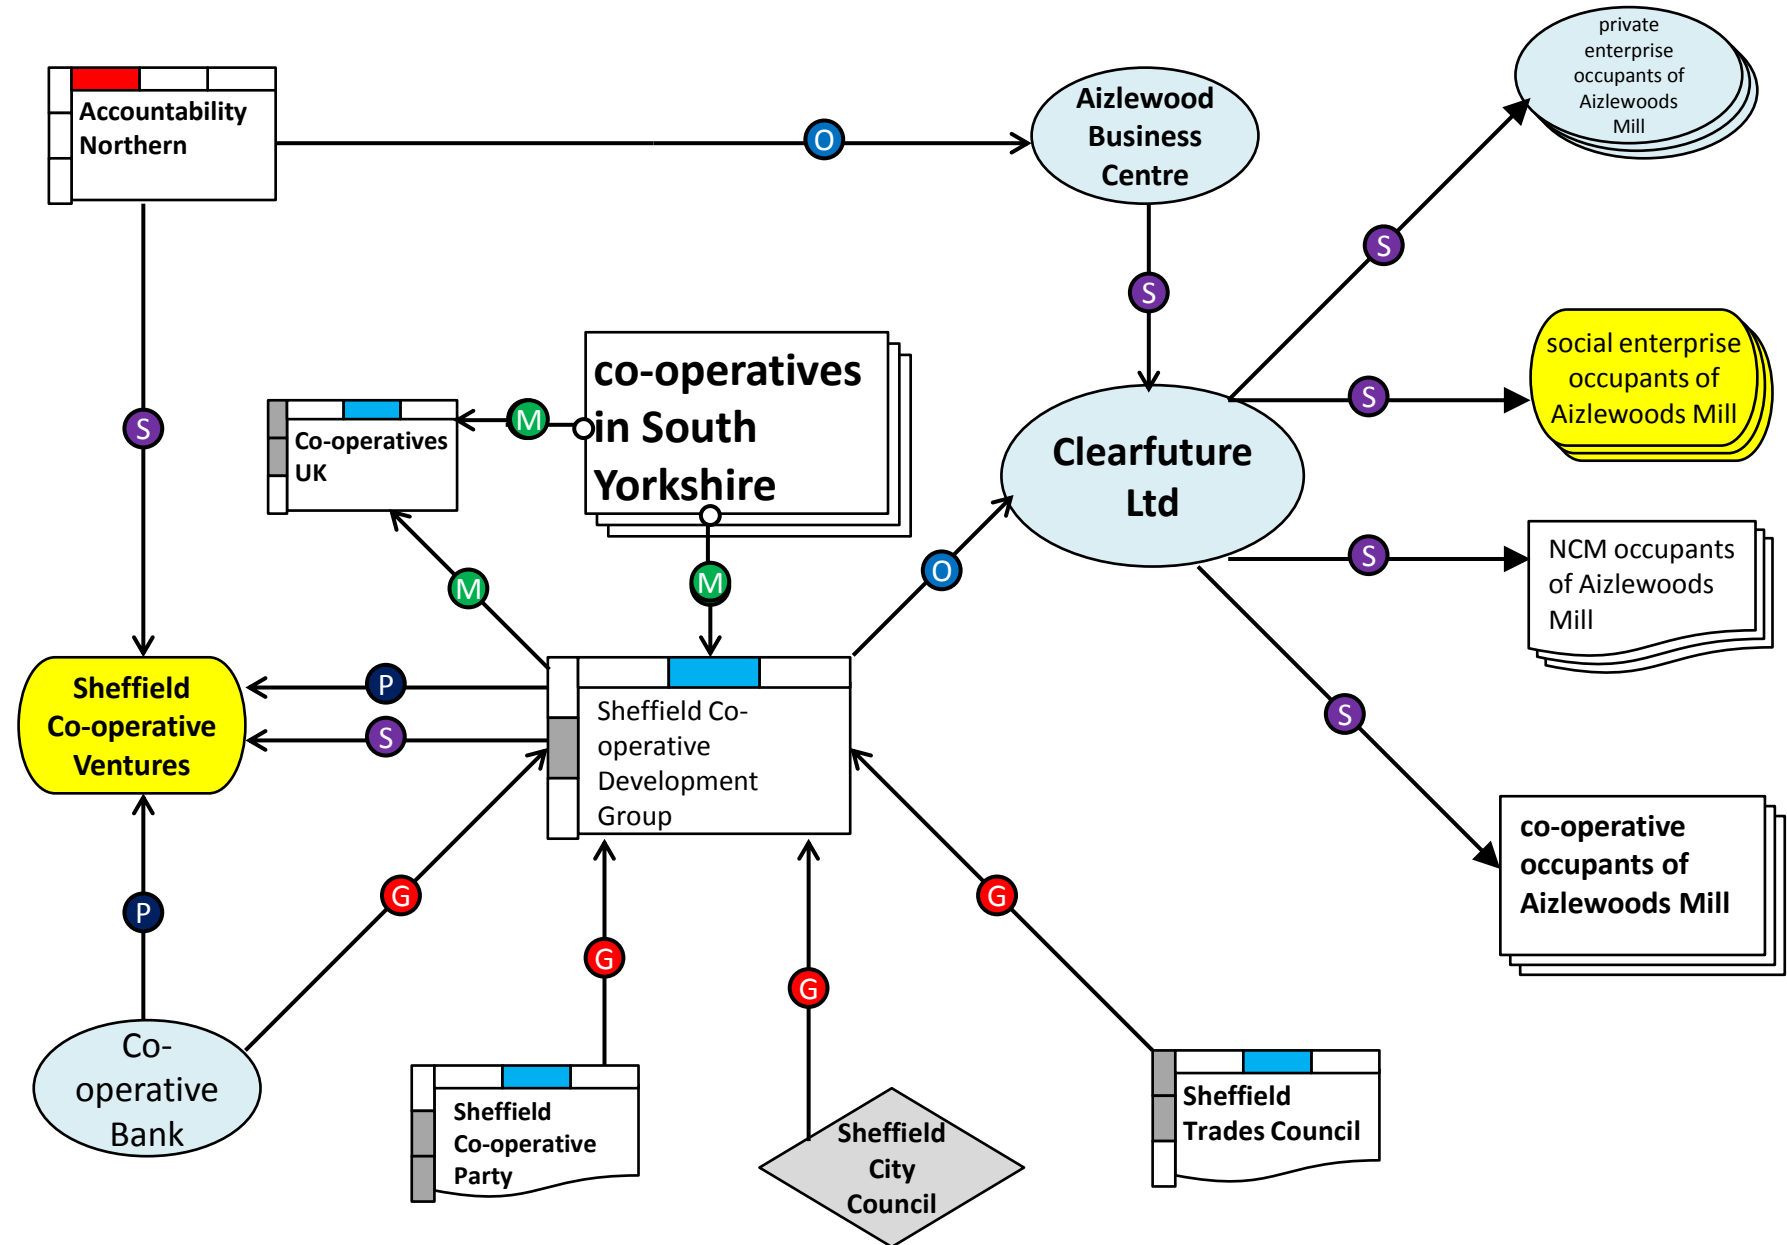 private
enterprise
occupants of
Aizlewoods
Mill
Accountability
Northern
O
Aizlewood
Business
Centre
S
S
co-operatives
in South
Yorkshire
M
Co-operatives
UK
S
social enterprise
occupants of
Aizlewoods Mill
S
Clearfuture
Ltd
NCM occupants
of Aizlewoods
Mill
S
O
M
M
Sheffield
Co-operative
Ventures
P
S
Sheffield Co-
operative
Development
Group
S
co-operative
occupants of
Aizlewoods Mill
P
G
G
G
G
Co-
operative
Bank
Sheffield
Co-operative
Party
Sheffield
City
Council
Sheffield
Trades Council